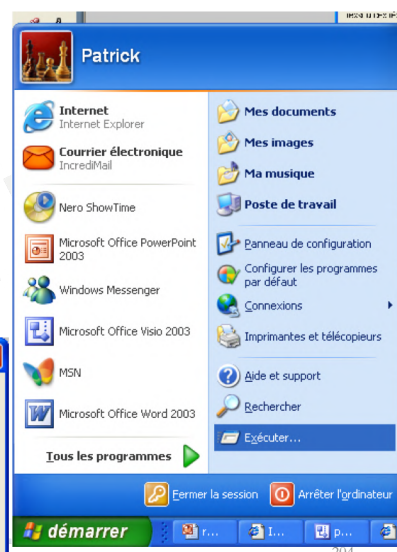 Patrick
Internet
Internet Explorer
Courrier électronique
IncrediMail
Nero ShowTime
Microsoft Office PowerPoint
2003
Windows Messenger
Microsoft Office Visio 2003
MSN
Microsoft Office Word 2003
Tous les programmes
Mes documents
Mes images
Ma musique
Poste de travail
Panneau de configuration
Configurer les programmes
par défaut
Connexions
Imprimantes et télécopieurs
Aide et support
Rechercher
Exécuter...
Fermer la session
Arrêter l'ordinateur
démarrer
r...
I...
p...